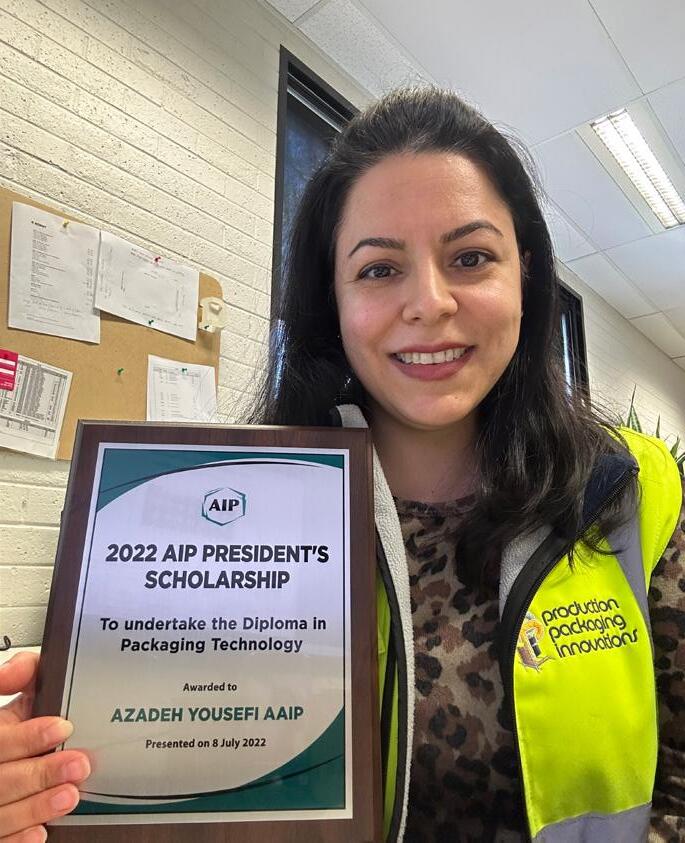 AIP
2022 AIP PRESIDENT'S
SCHOLARSHIP
To undertake the Diploma in
Packaging Technology
Awarded to
AZADEH YOUSEFI AAIP
Presented on 8 July 2022
production
packaging
innovations